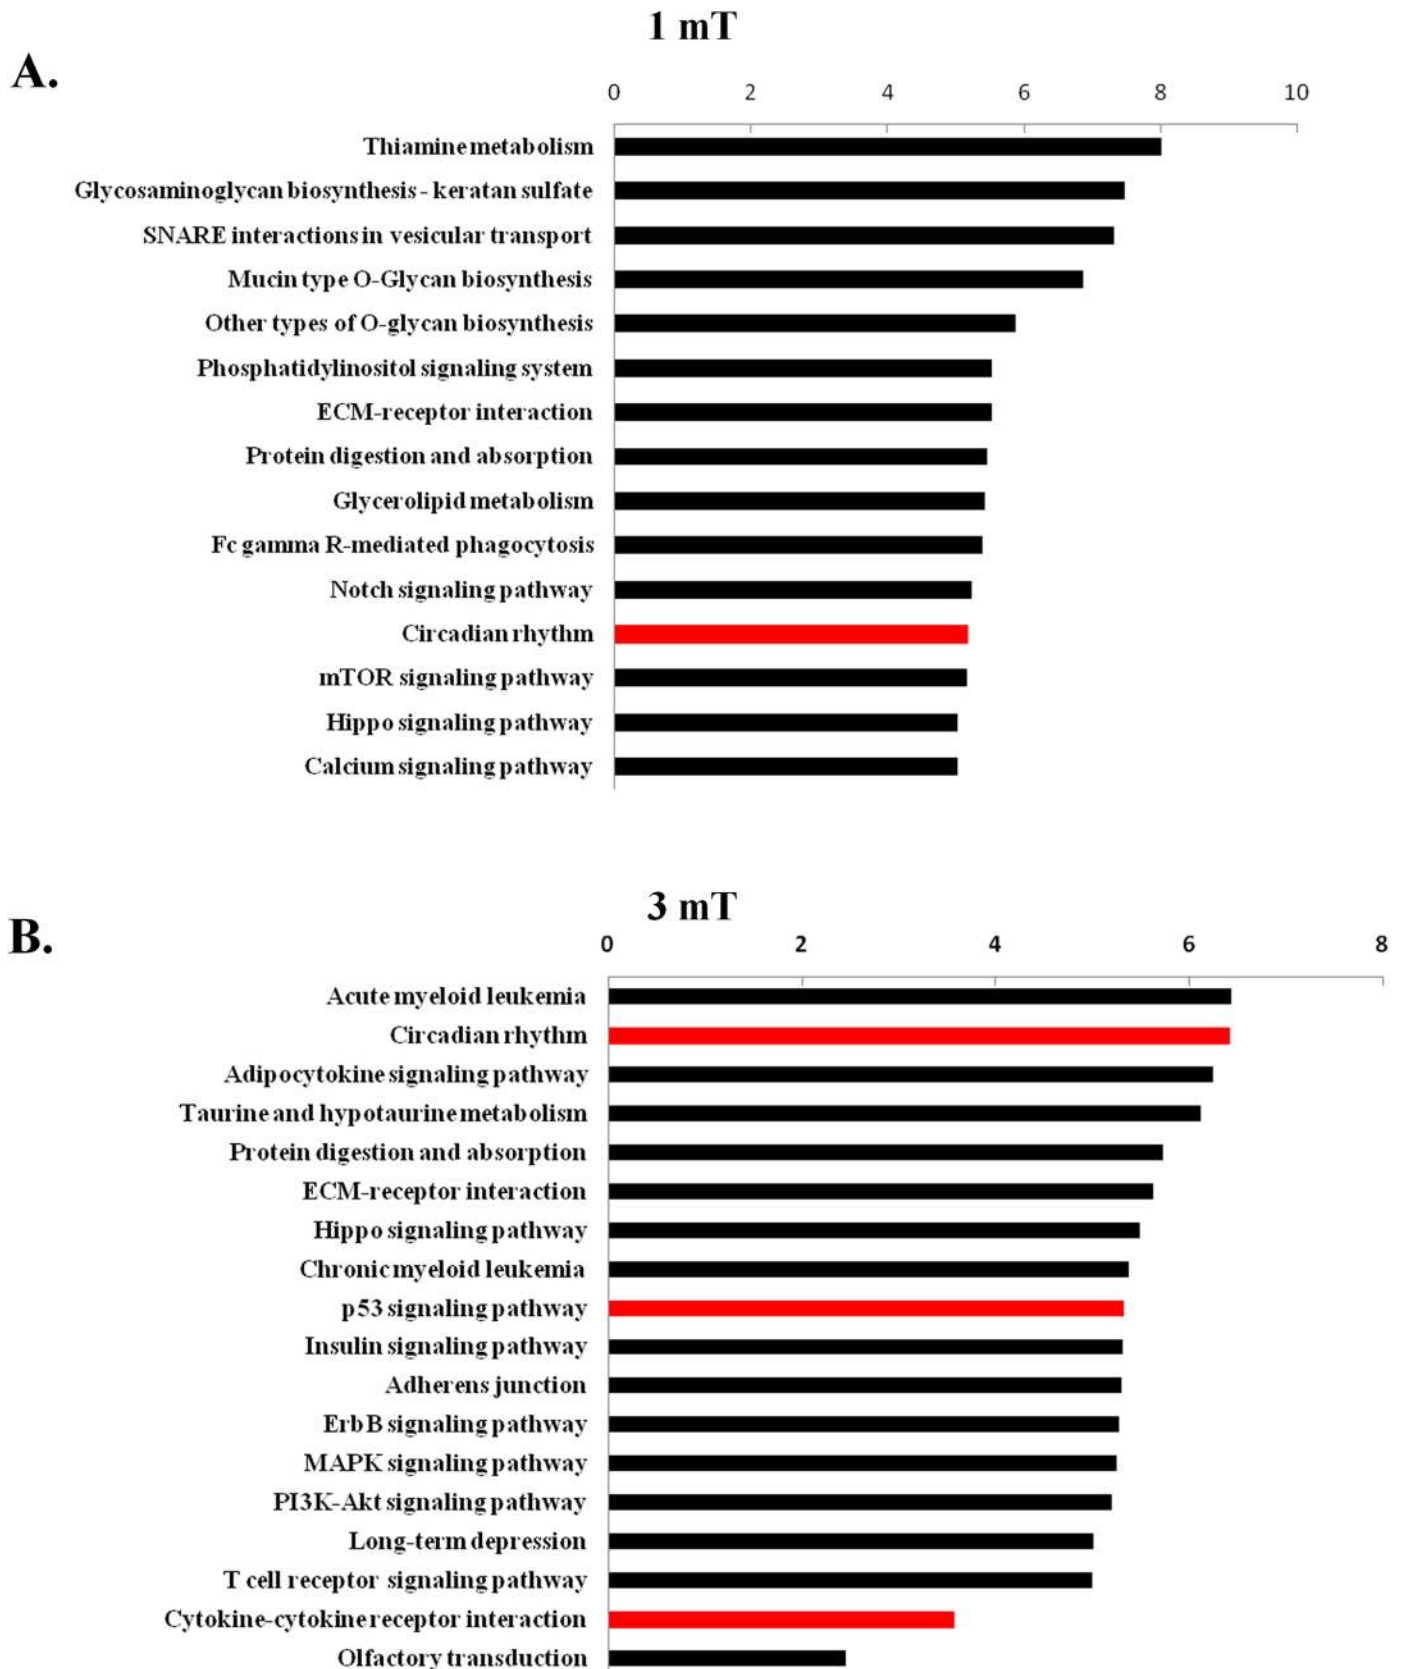 1 mT
A.
0 2 4 6 8 10
Thiamine metabolism
Glycosaminoglycan biosynthesis - keratan sulfate
SNARE interactions in vesicular transport
Mucin type O-Glycan biosynthesis
Other types of O-glycan biosynthesis
Phosphatidylinositol signaling system
ECM-receptor interaction
Protein digestion and absorption
Glycerolipid metabolism
Fc gamma R-mediated phagocytosis
Notch signaling pathway
Circadian rhythm
mTOR signaling pathway
Hippo signaling pathway
Calcium signaling pathway
3 mT
B.
0 2 4 6 8
Acute myeloid leukemia
Circadian rhythm
Adipocytokine signaling pathway
Taurine and hypotaurine metabolism
Protein digestion and absorption
ECM-receptor interaction
Hippo signaling pathway
Chronic myeloid leukemia
p53 signaling pathway
Insulin signaling pathway
Adherens junction
ErbB signaling pathway
MAPK signaling pathway
PI3K-Akt signaling pathway
Long-term depression
T cell receptor signaling pathway
Cytokine-cytokine receptor interaction
Olfactory transduction